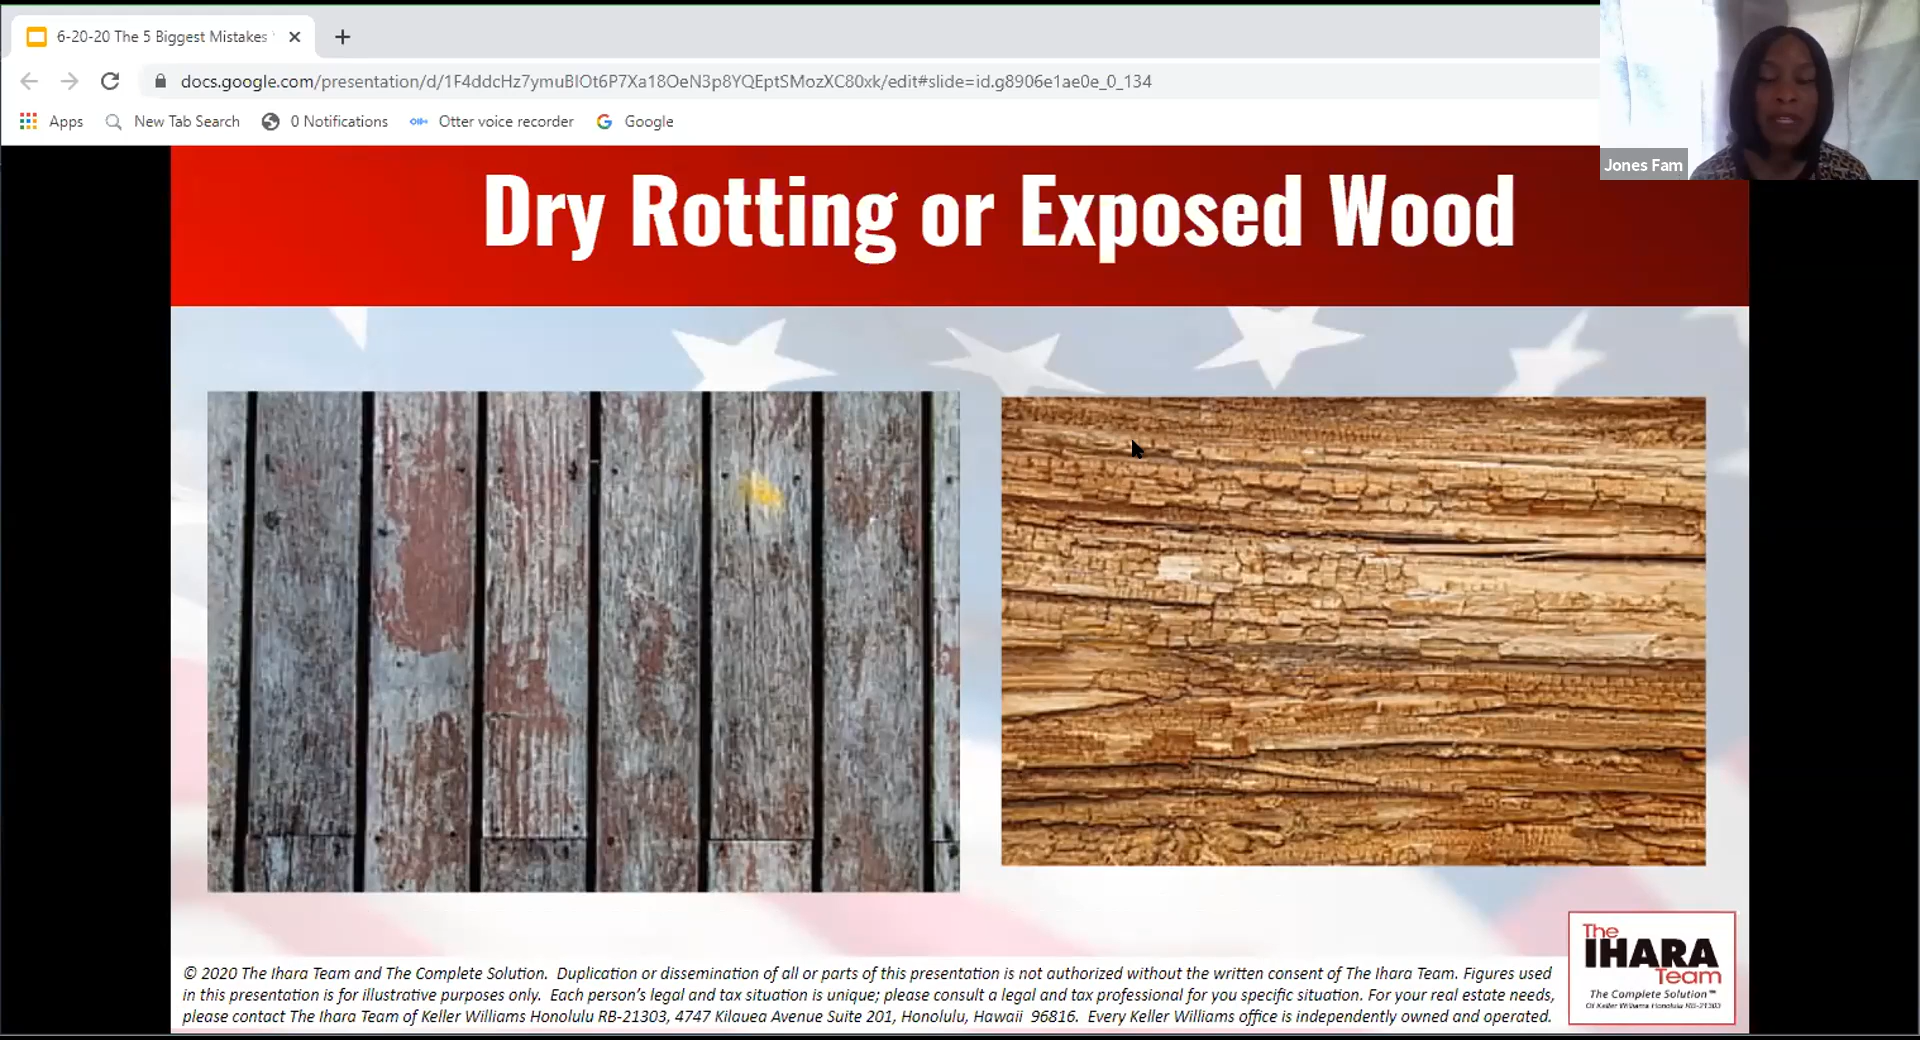 6-20-20 The 5 Biggest Mistakes
docs.google.com/presentation/d/1F4ddcHz7ymuBIOt6P7Xa18OeN3p8YQEptSMozXC80xk/edit#slide=id.g8906e1ae0e_0_134
Apps New Tab Search 0 Notifications Otter voice recorder Google
Jones Fam
Dry Rotting or Exposed Wood
© 2020 The Ihara Team and The Complete Solution. Duplication or dissemination of all or parts of this presentation is not authorized without the written consent of The Ihara Team. Figures used
in this presentation is for illustrative purposes only. Each person's legal and tax situation is unique; please consult a legal and tax professional for you specific situation. For your real estate needs,
please contact The Ihara Team of Keller Williams Honolulu RB-21303, 4747 Kilauea Avenue Suite 201, Honolulu, Hawaii 96816. Every Keller Williams office is independently owned and operated.
The
IHARA
Team
The Complete Solution™
Of Keller Williams Honolulu RB-21303